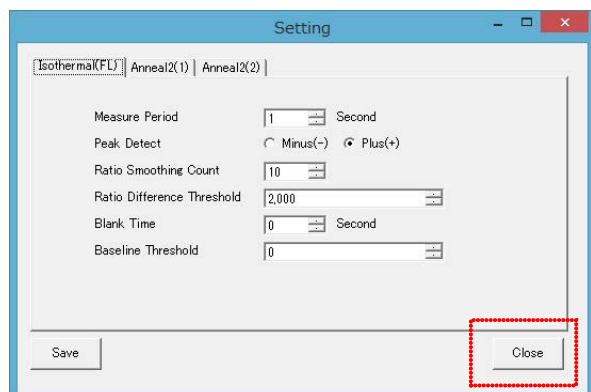 Setting
Isothermal(FL) Anneal2(1) Anneal2(2)
Measure Period 1 Second
Peak Detect Minus(-) Plus(+)
Ratio Smoothing Count 10
Ratio Difference Threshold 2,000
Blank Time 0 Second
Baseline Threshold 0
Save Close